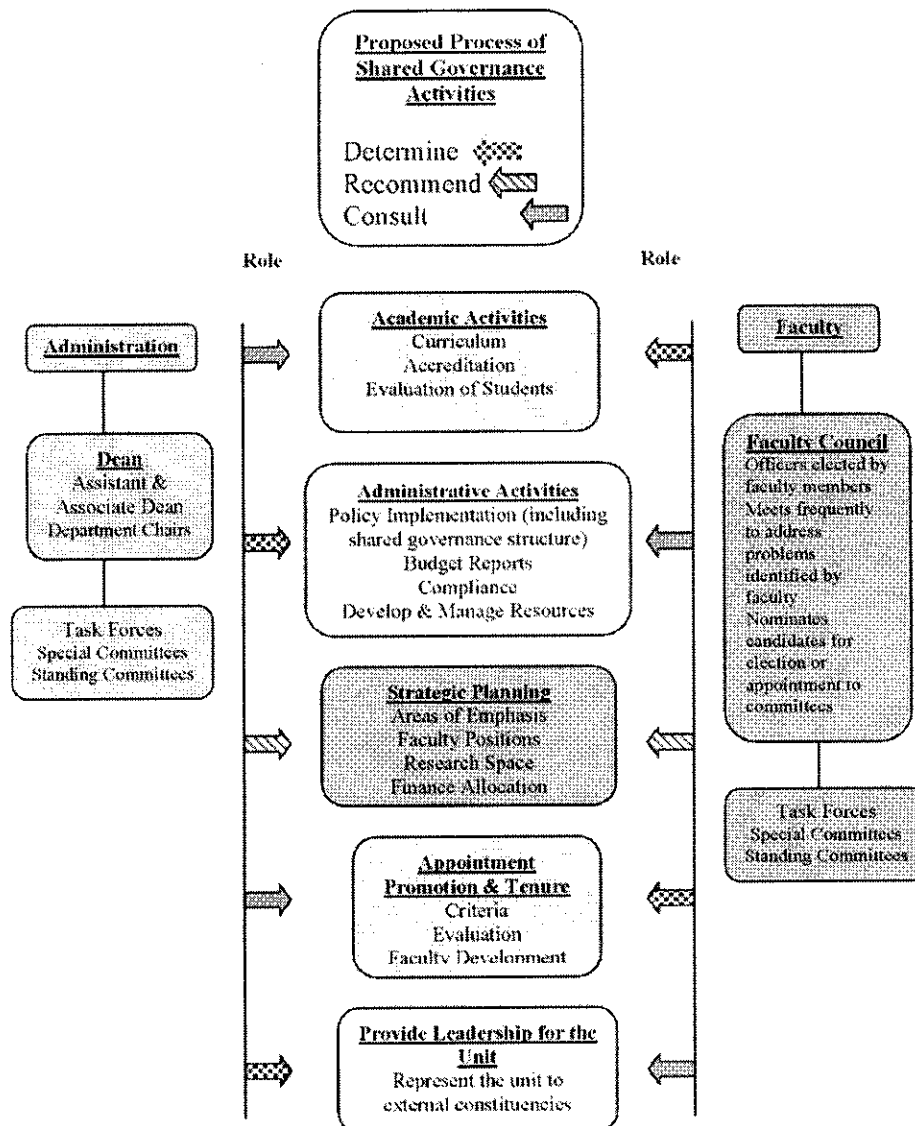 Proposed Process of
Shared Governance
Activities
Determine
Recommend
Consult
Role
Role
Administration
Dean
Assistant &
Associate Dean
Department Chairs
Task Forces
Special Committees
Standing Committees
Academic Activities
Curriculum
Accreditation
Evaluation of Students
Administrative Activities
Policy Implementation (including
shared governance structure)
Budget Reports
Compliance
Develop & Manage Resources
Strategic Planning
Areas of Emphasis
Faculty Positions
Research Space
Finance Allocation
Appointment
Promotion & Tenure
Criteria
Evaluation
Faculty Development
Provide Leadership for the
Unit
Represent the unit to
external constituencies
Faculty
Faculty Council
Officers elected by
faculty members
Meets frequently
to address
problems
identified by
faculty
Nominates
candidates for
election or
appointment to
committees
Task Forces
Special Committees
Standing Committees